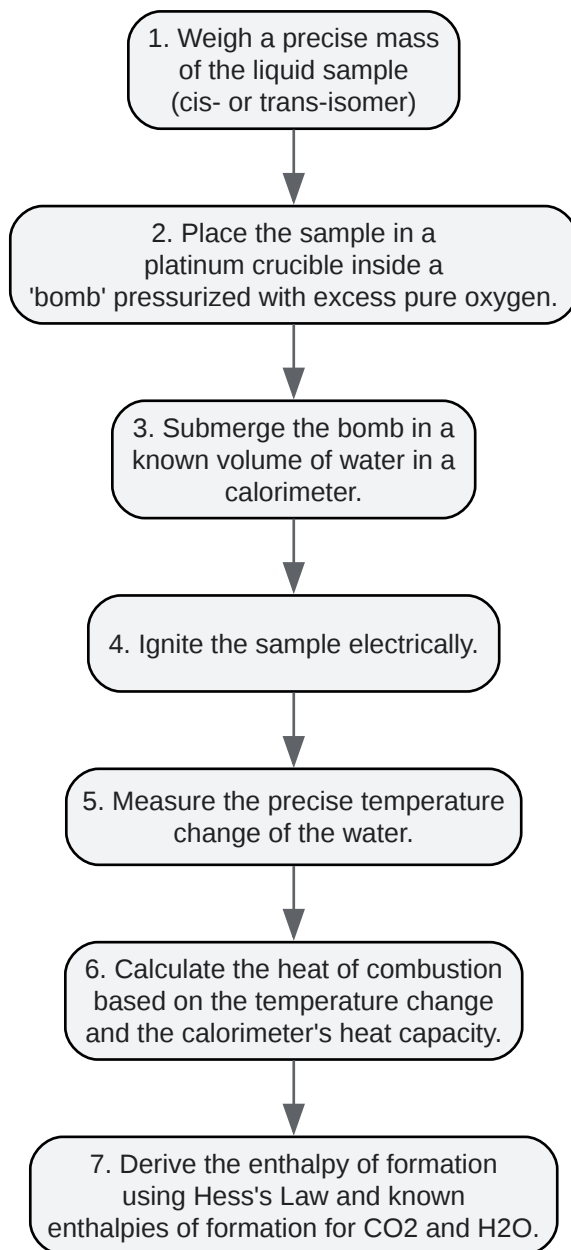 1. Weigh a precise mass
of the liquid sample
(cis- or trans-isomer)
2. Place the sample in a
platinum crucible inside a
'bomb' pressurized with excess pure oxygen.
3. Submerge the bomb in a
known volume of water in a
calorimeter.
4. Ignite the sample electrically.
5. Measure the precise temperature
change of the water.
6. Calculate the heat of combustion
based on the temperature change
and the calorimeter's heat capacity.
7. Derive the enthalpy of formation
using Hess's Law and known
enthalpies of formation for CO2 and H2O.